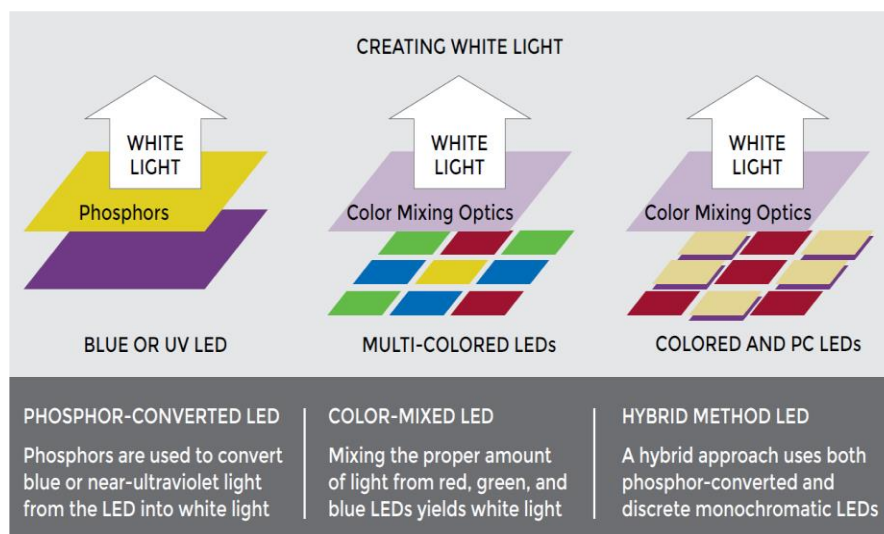 CREATING WHITE LIGHT
WHITE
LIGHT
Phosphors
BLUE OR UV LED
WHITE
LIGHT
Color Mixing Optics
MULTI-COLORED LEDs
WHITE
LIGHT
Color Mixing Optics
COLORED AND PC LEDs
PHOSPHOR-CONVERTED LED
Phosphors are used to convert
blue or near-ultraviolet light
from the LED into white light
COLOR-MIXED LED
Mixing the proper amount
of light from red, green, and
blue LEDs yields white light
HYBRID METHOD LED
A hybrid approach uses both
phosphor-converted and
discrete monochromatic LEDs